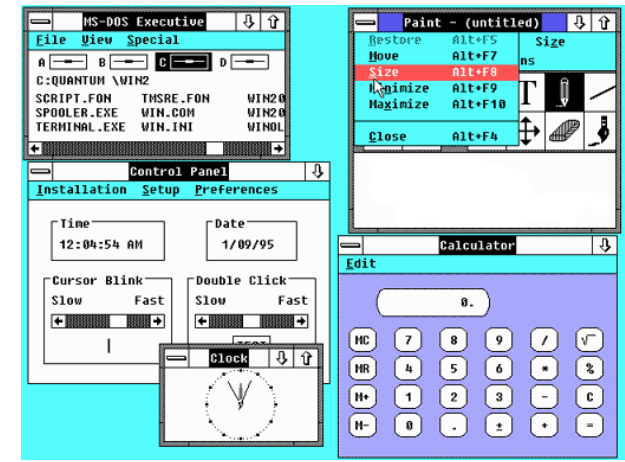 MS-DOS Executive
File View Special
A B C D
C:QUANTUM \WIN2
SCRIPT.FON TMSRE.FON WIN20
SPOOLER.EXE WIN.COM WIN20
TERMINAL.EXE WIN.INI WINOL
Paint - (untitled)
Restore Alt+F5
Size
Move Alt+F7
ns
Size Alt+F8
Minimize Alt+F9
Maximize Alt+F10
Close Alt+F4
T
Control Panel
Installation Setup Preferences
Time
12:04:54 AM
Date
1/09/95
Cursor Blink
Slow Fast
Double Click
Slow Fast
Clock
Calculator
Edit
0.
MC 7 8 9 / √
MR 4 5 6 * %
M+ 1 2 3 - C
M- 0 . ± + =